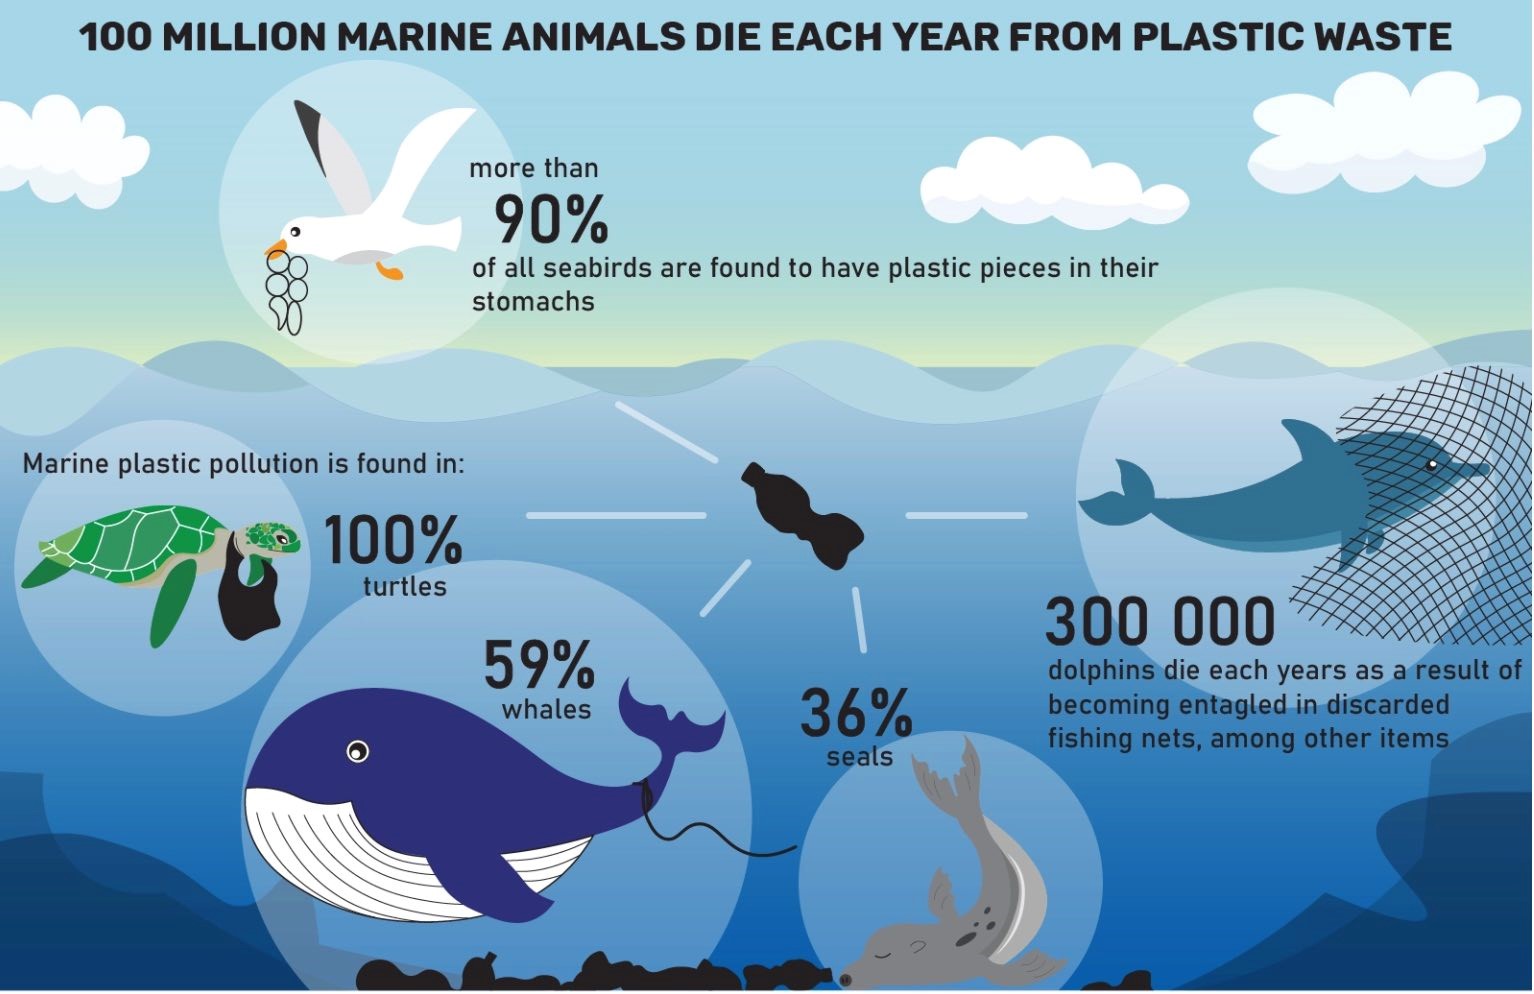 100 MILLION MARINE ANIMALS DIE EACH YEAR FROM PLASTIC WASTE
more than
90%
of all seabirds are found to have plastic pieces in their
stomachs
Marine plastic pollution is found in:
100%
turtles
59%
whales
36%
seals
300 000
dolphins die each years as a result of
becoming entagled in discarded
fishing nets, among other items